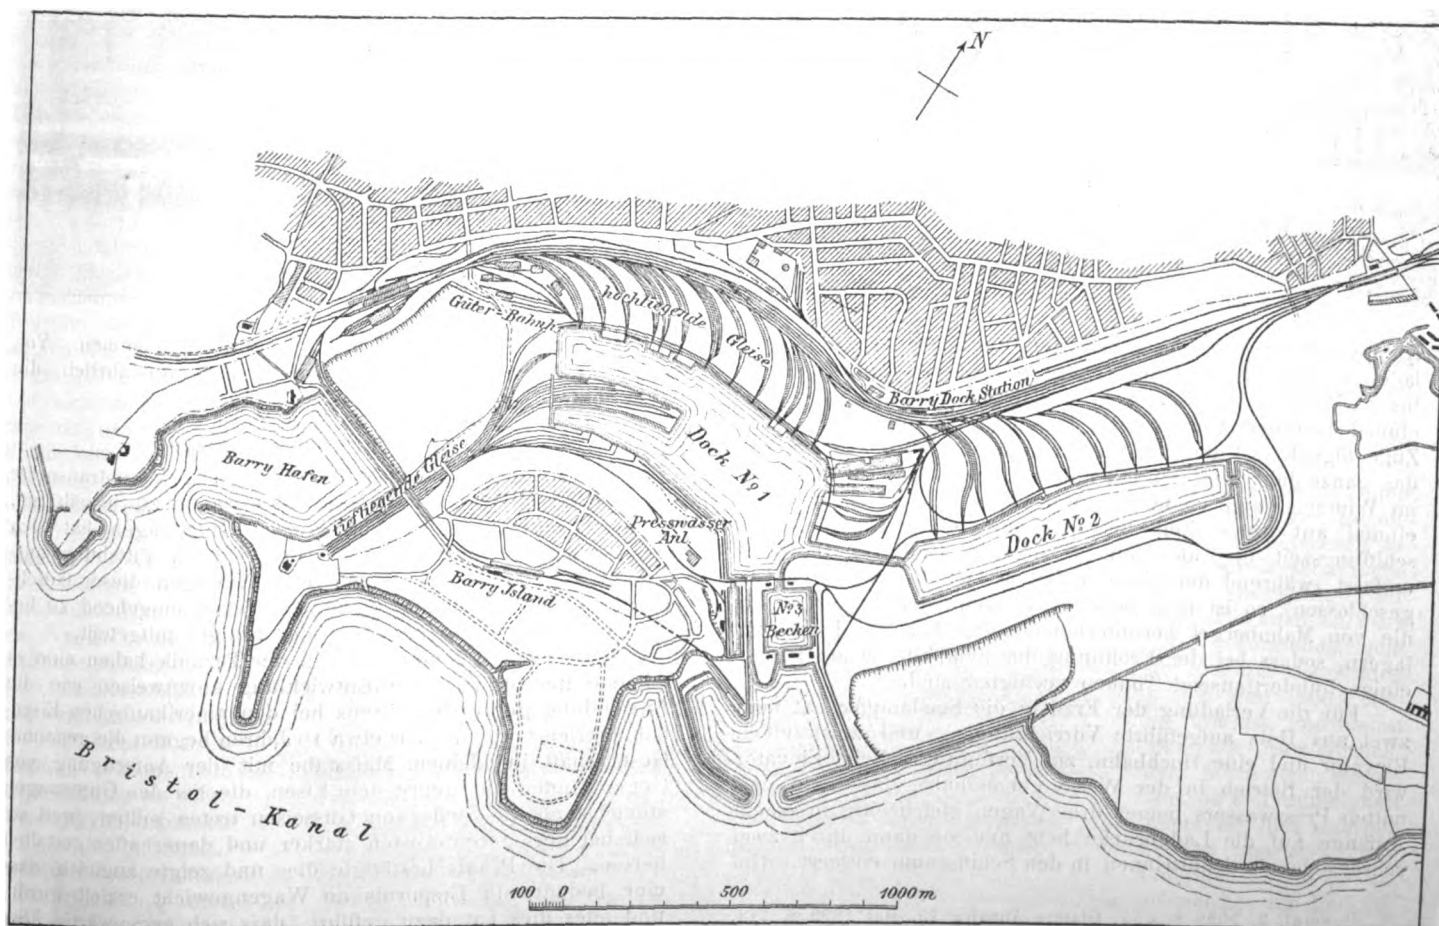 N
Güter-Bahnh.
hochliegende
Gleise
Barry Dock Station
Barry Hafen
tiefliegende Gleise
Dock Nº 1
Dock Nº 2
Presswasser
Anl.
Barry Island
Nº 3
Becken
Bristol-Kanal
100 0 500 1000 m